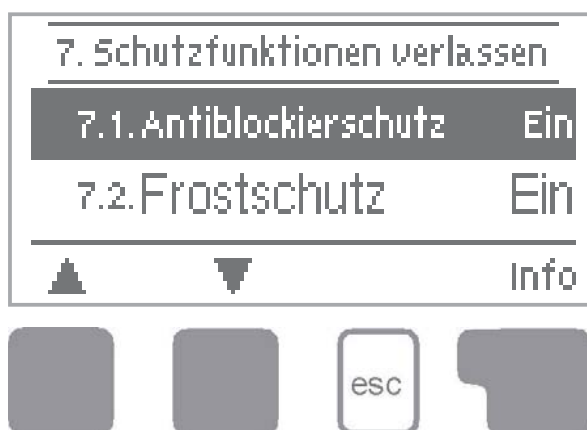 7. Schutzfunktionen verlassen
7.1. Antiblockierschutz Ein
7.2. Frostschutz Ein
Info
esc